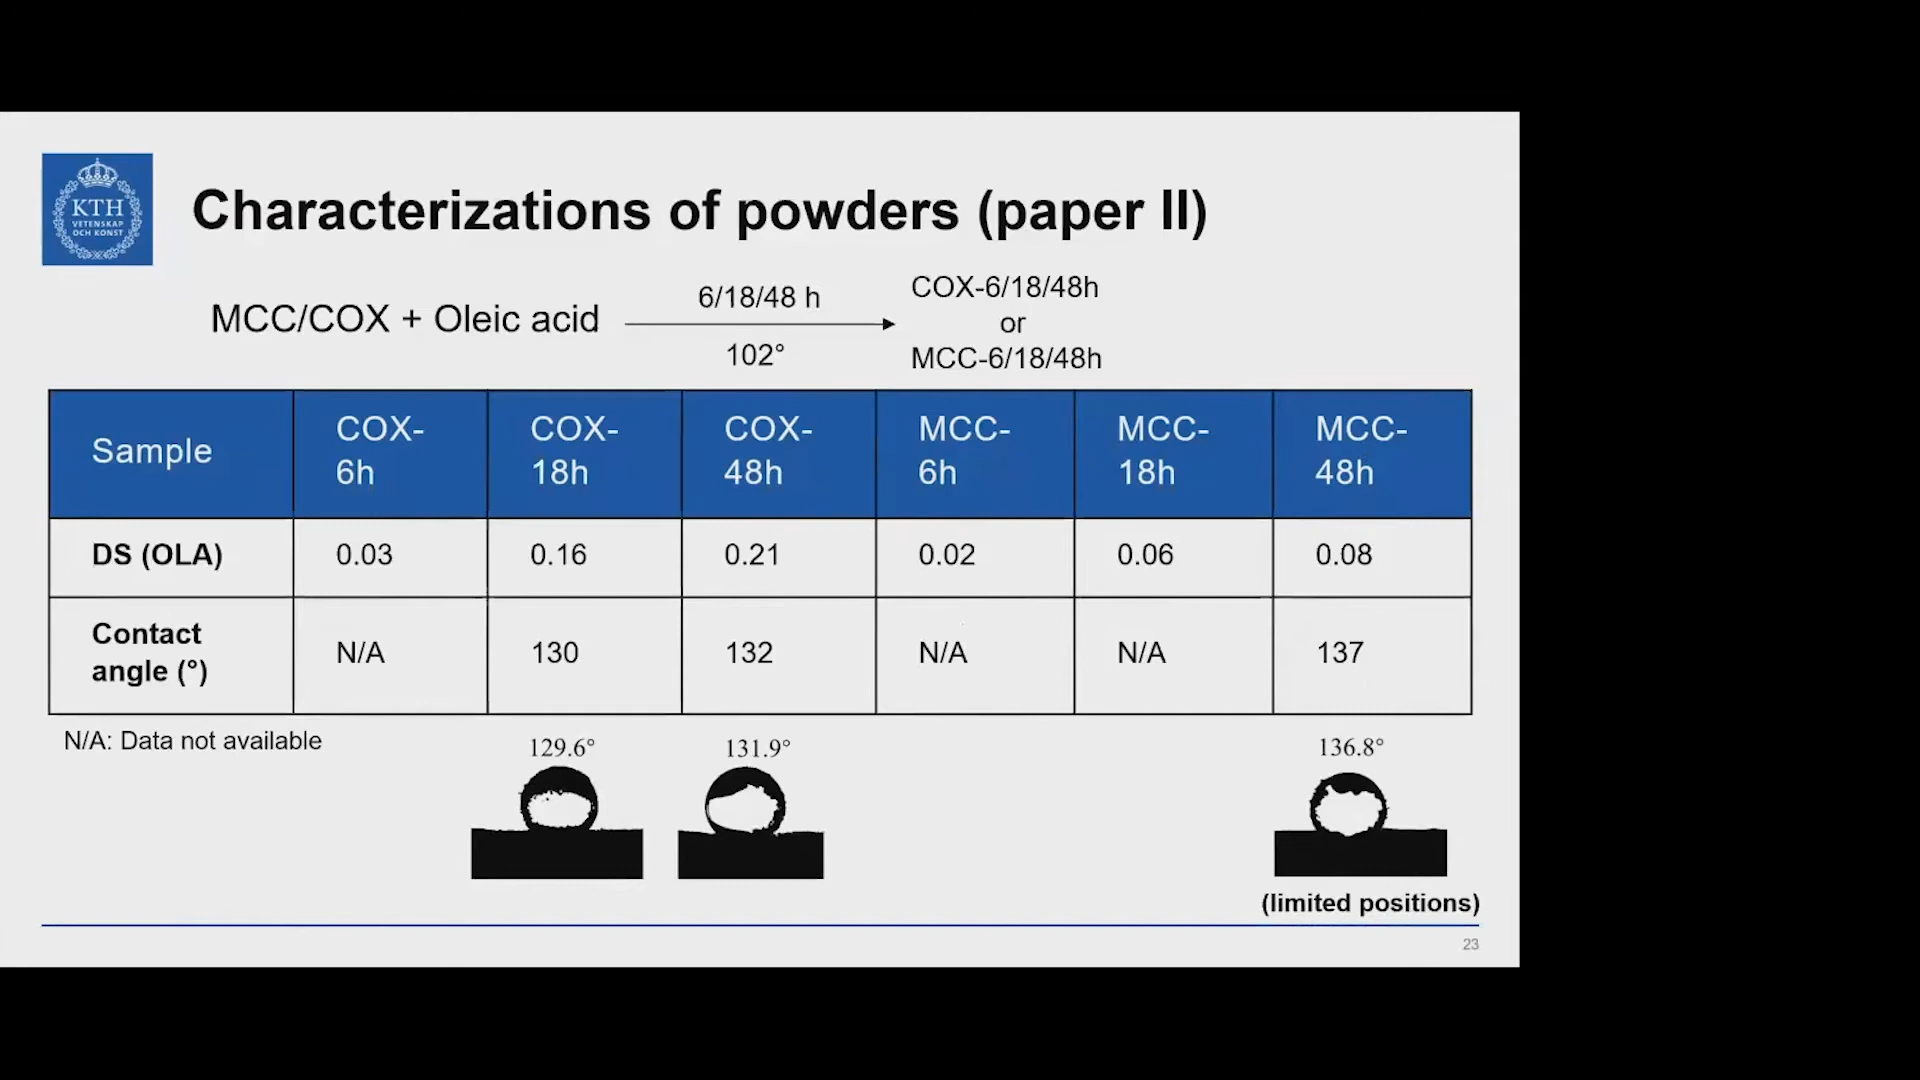 KTH
VETENSKAP
OCH KONST
Characterizations of powders (paper II)
MCC/COX + Oleic acid
6/18/48 h
102°
COX-6/18/48h
or
MCC-6/18/48h
Sample COX-6h COX-18h COX-48h MCC-6h MCC-18h MCC-48h
DS (OLA) 0.03 0.16 0.21 0.02 0.06 0.08
Contact angle (°) N/A 130 132 N/A N/A 137
N/A: Data not available
129.6° 131.9° 136.8°
(limited positions)
23